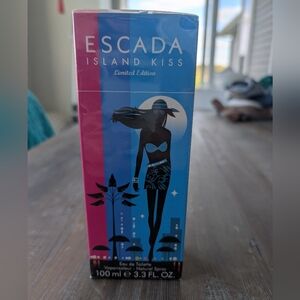 ESCADA
ISLAND KISS
Limited Edition
Eau de Toilette
Vaporisateur - Natural Spray
100 ml e 3.3 FL. OZ.